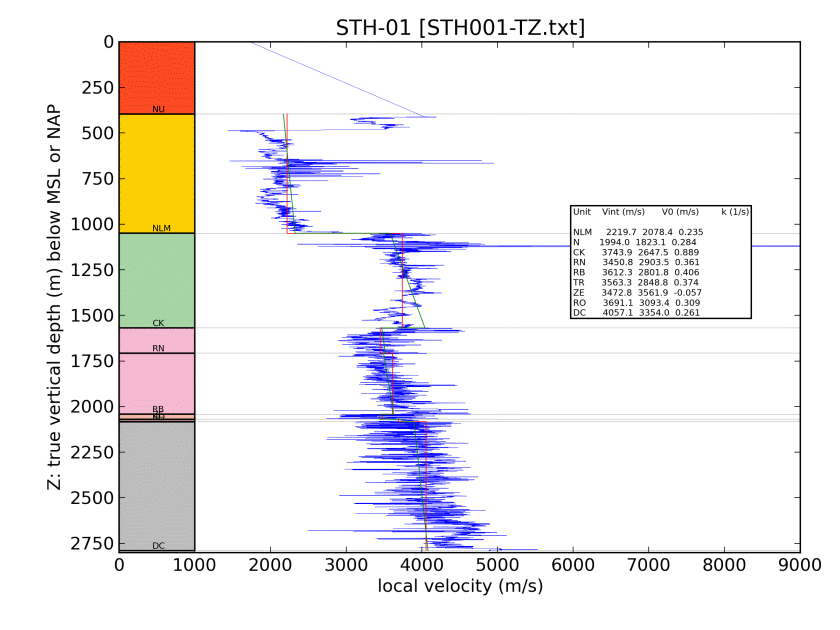 STH-01 [STH001-TZ.txt]
Z: true vertical depth (m) below MSL or NAP
0
250
500
750
1000
1250
1500
1750
2000
2250
2500
2750
NU
NLM
CK
RN
RB
DC
Unit Vint (m/s) V0 (m/s) k (1/s)
NLM 2219.7 2078.4 0.235
N 1994.0 1823.1 0.284
CK 3743.9 2647.5 0.889
RN 3450.8 2903.5 0.361
RB 3612.3 2801.8 0.406
TR 3563.3 2848.8 0.374
ZE 3472.8 3561.9 -0.057
RO 3691.1 3093.4 0.309
DC 4057.1 3354.0 0.261
0 1000 2000 3000 4000 5000 6000 7000 8000 9000
local velocity (m/s)